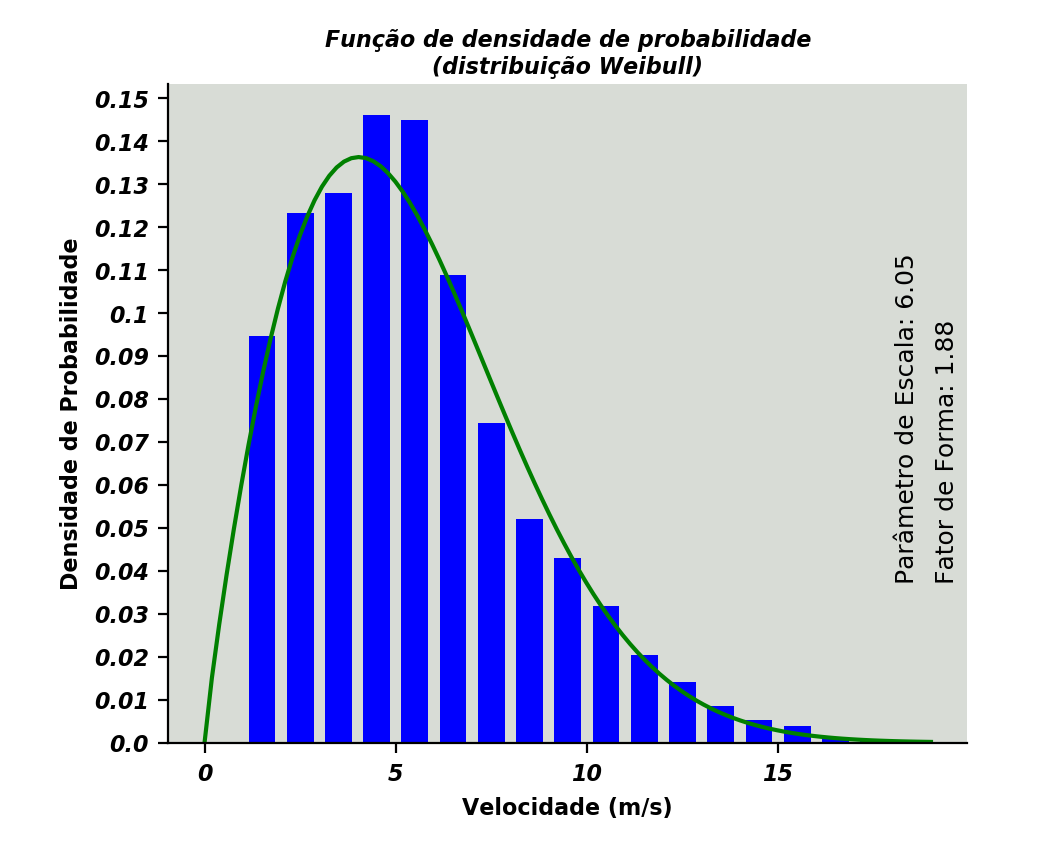 Função de densidade de probabilidade
(distribuição Weibull)
0.15
0.14
0.13
0.12
0.11
0.1
0.09
0.08
0.07
0.06
0.05
0.04
0.03
0.02
0.01
0.0
Densidade de Probabilidade
0 5 10 15
Velocidade (m/s)
Parâmetro de Escala: 6.05
Fator de Forma: 1.88